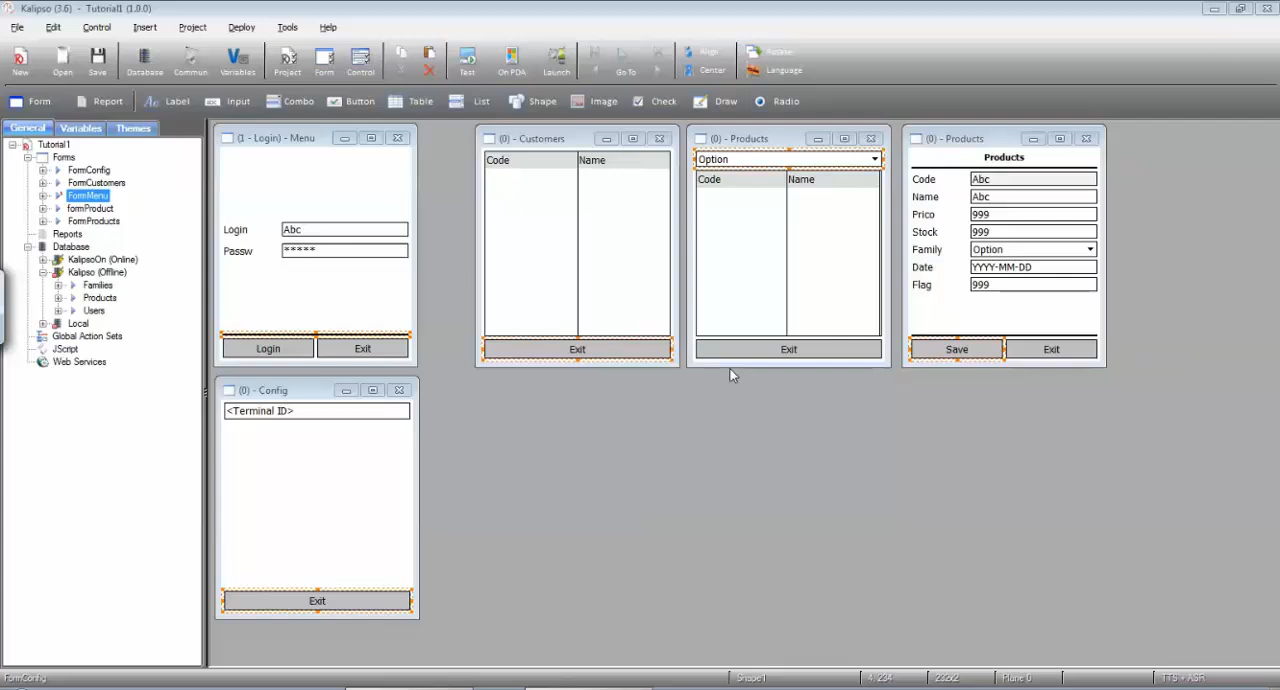 Kalipso (3.6) - Tutorial1 (1.0.0)
File Edit Control Insert Project Deploy Tools Help
New Open Save Database Commun. Variables Project Form Control Test On PDA Launch Go To Align Center Language
Form Report Label Input Combo Button Table List Shape Image Check Draw Radio
General Variables Themes
Tutorial1
Forms
FormConfig
FormCustomers
FormMenu
formProduct
FormProducts
Reports
Database
KalipsoOn (Online)
Kalipso (Offline)
Families
Products
Users
Local
Global Action Sets
JScript
Web Services
(1 - Login) - Menu
Login Abc
Passw *****
Login Exit
(0) - Customers
Code Name
Exit
(0) - Products
Option
Code Name
Exit
(0) - Products
Products
Code Abc
Name Abc
Price 999
Stock 999
Family Option
Date YYYY-MM-DD
Flag 999
Save Exit
(0) - Config
<Terminal ID>
Exit
FormConfig Shape1 4, 234 232x2 Plane 0 TTS + ASR